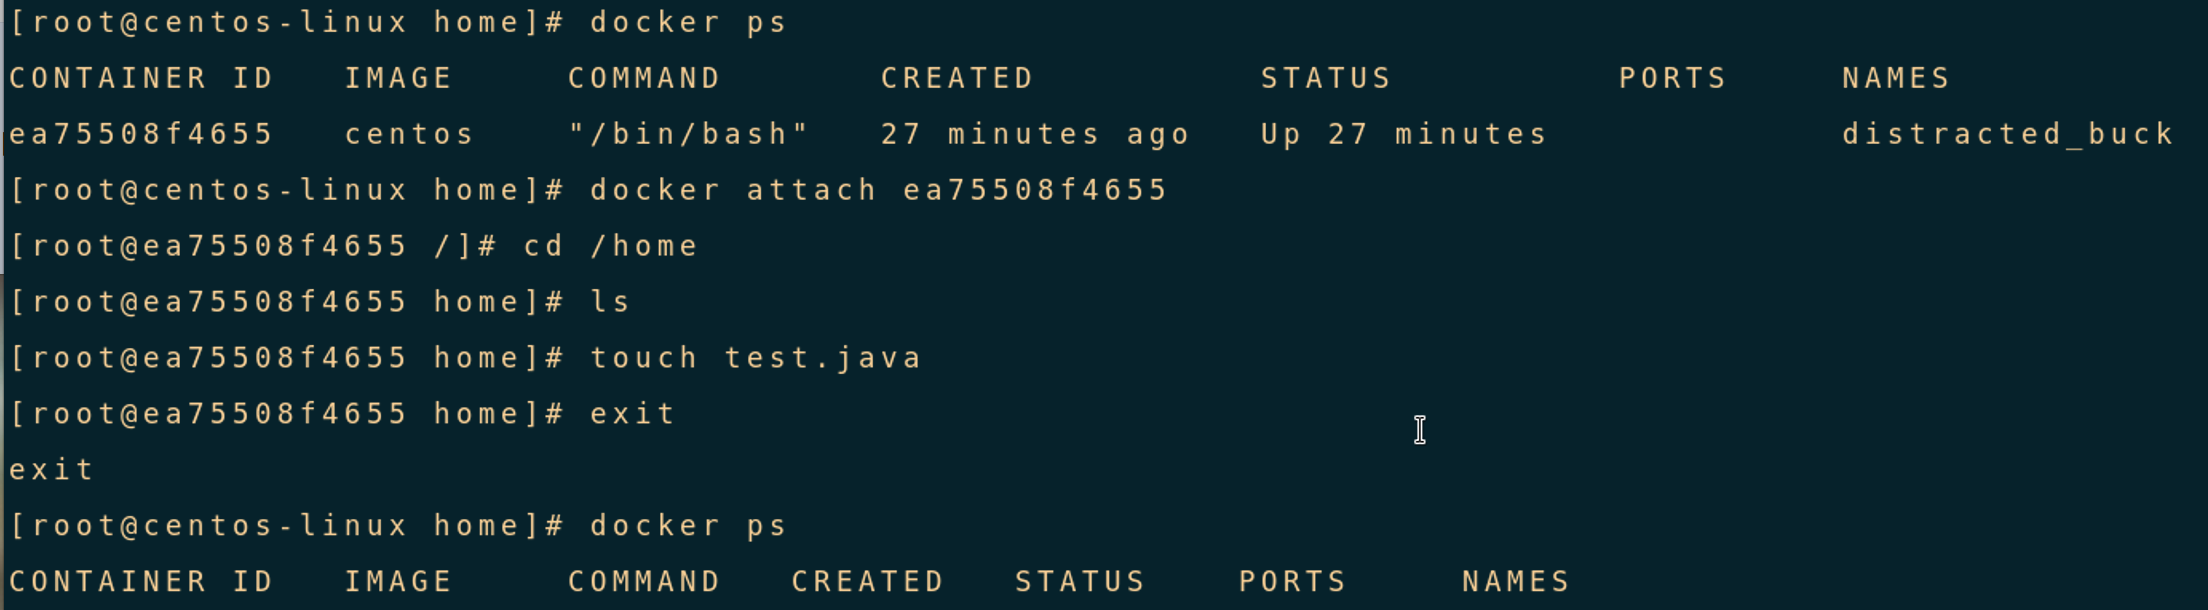 [root@centos-linux home]# docker ps
CONTAINER ID   IMAGE     COMMAND       CREATED          STATUS          PORTS     NAMES
ea75508f4655   centos    "/bin/bash"   27 minutes ago   Up 27 minutes             distracted_buck
[root@centos-linux home]# docker attach ea75508f4655
[root@ea75508f4655 /]# cd /home
[root@ea75508f4655 home]# ls
[root@ea75508f4655 home]# touch test.java
[root@ea75508f4655 home]# exit
exit
[root@centos-linux home]# docker ps
CONTAINER ID   IMAGE     COMMAND   CREATED   STATUS    PORTS     NAMES